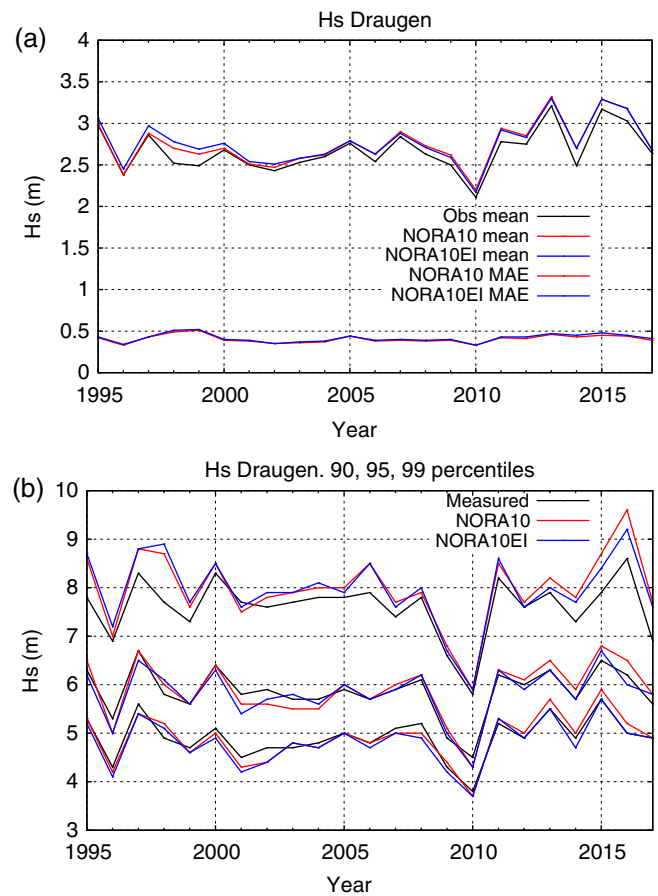 (a)
Hs Draugen
4
3.5
3
2.5
2
1.5
1
0.5
0
Hs (m)
Obs mean
NORA10 mean
NORA10EI mean
NORA10 MAE
NORA10EI MAE
1995 2000 2005 2010 2015
Year
(b)
Hs Draugen. 90, 95, 99 percentiles
10
9
8
7
6
5
4
3
Hs (m)
Measured
NORA10
NORA10EI
1995 2000 2005 2010 2015
Year